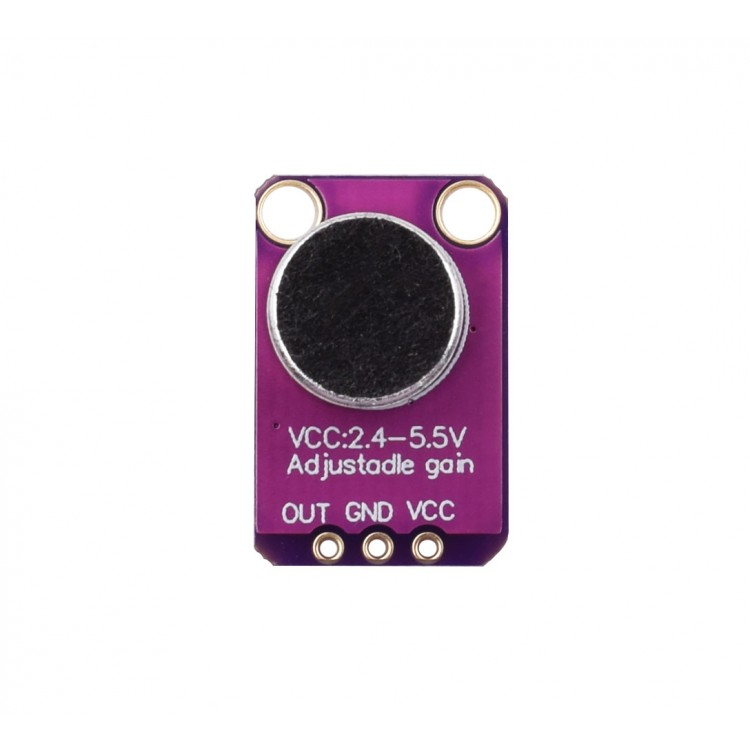 VCC:2.4-5.5V
Adjustadle gain
OUT GND VCC